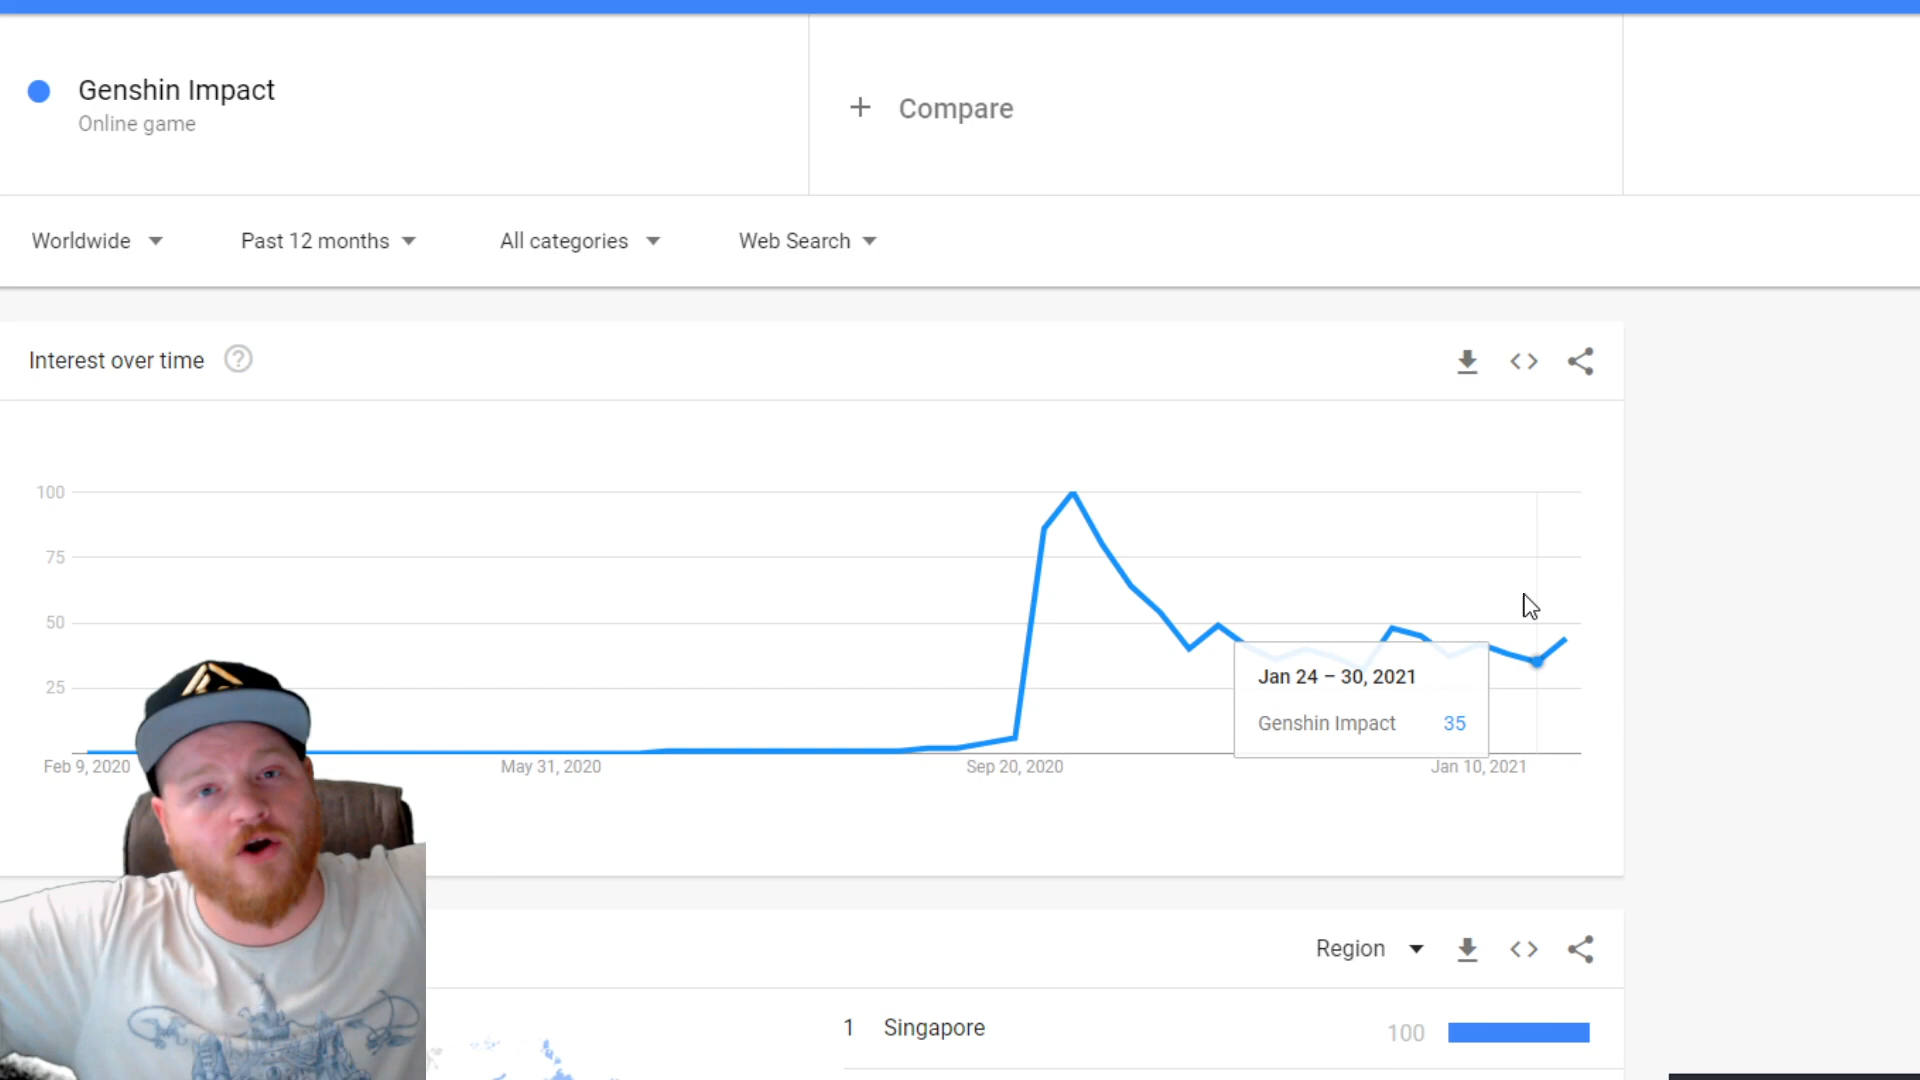 Genshin Impact
Online game
Compare
Worldwide
Past 12 months
All categories
Web Search
Interest over time
100
75
50
25
Jan 24 – 30, 2021
Genshin Impact 35
Feb 9, 2020
May 31, 2020
Sep 20, 2020
Jan 10, 2021
Region
1 Singapore 100